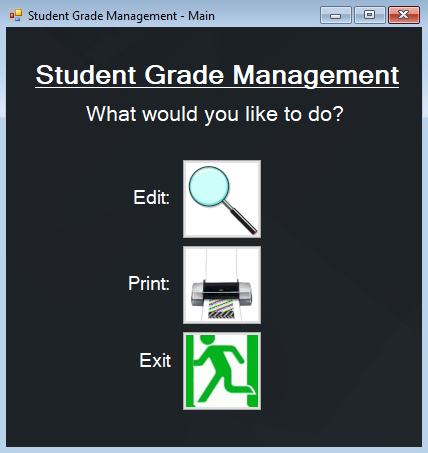 Student Grade Management - Main
Student Grade Management
What would you like to do?
Edit:
Print:
Exit